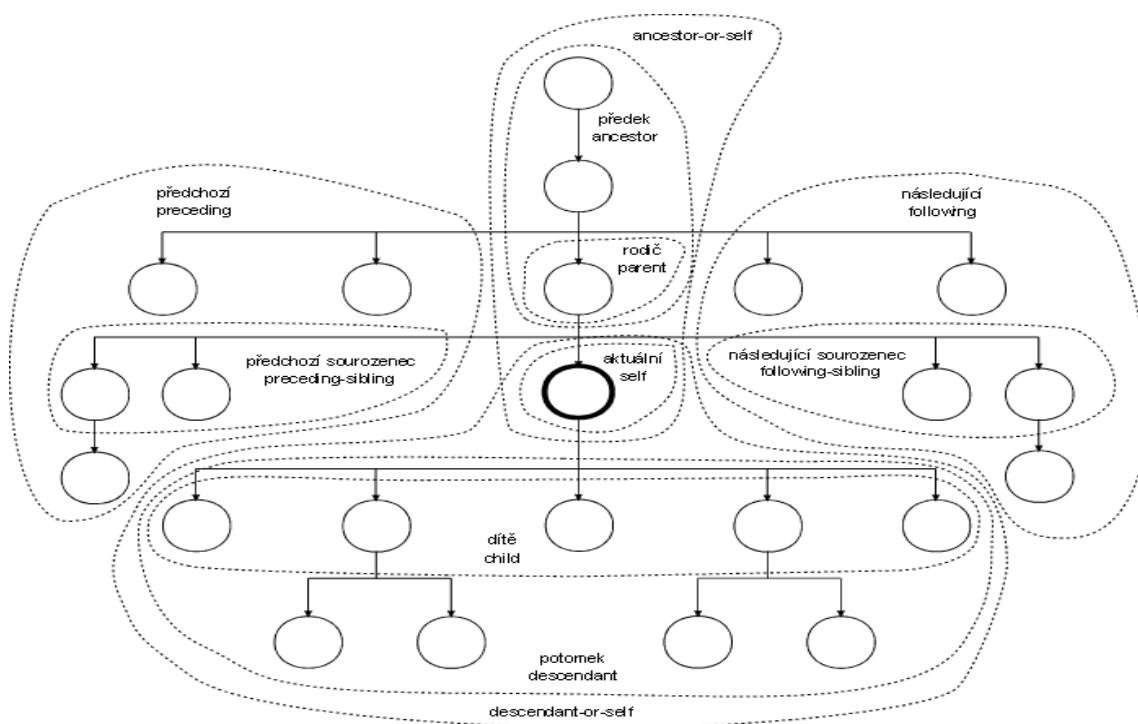 ancestor-or-self
předek
ancestor
předchozí
preceding
následující
following
rodič
parent
předchozí sourozenec
preceding-sibling
aktuální
self
následující sourozenec
following-sibling
dítě
child
potomek
descendant
descendant-or-self